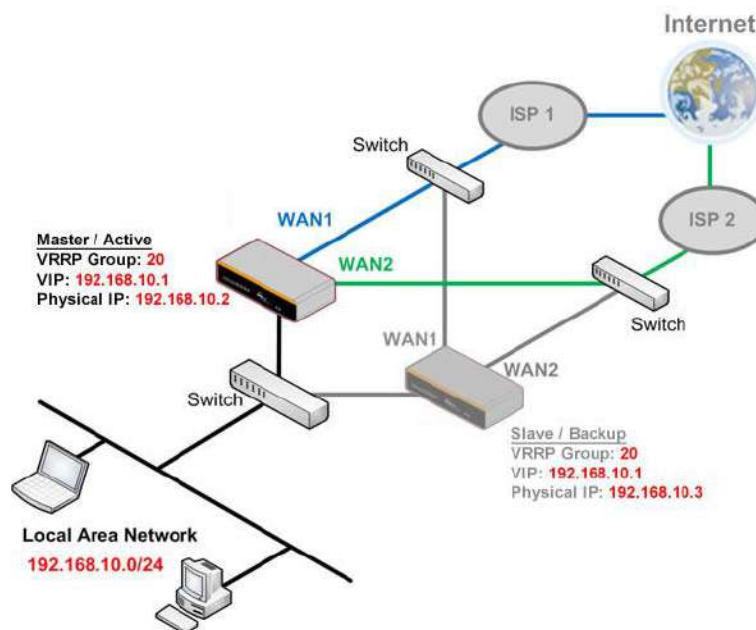 Internet
ISP 1
Switch
WAN1
ISP 2
Master / Active
VRRP Group: 20
VIP: 192.168.10.1
Physical IP: 192.168.10.2
WAN2
Switch
WAN1
WAN2
Switch
Slave / Backup
VRRP Group: 20
VIP: 192.168.10.1
Physical IP: 192.168.10.3
Local Area Network
192.168.10.0/24